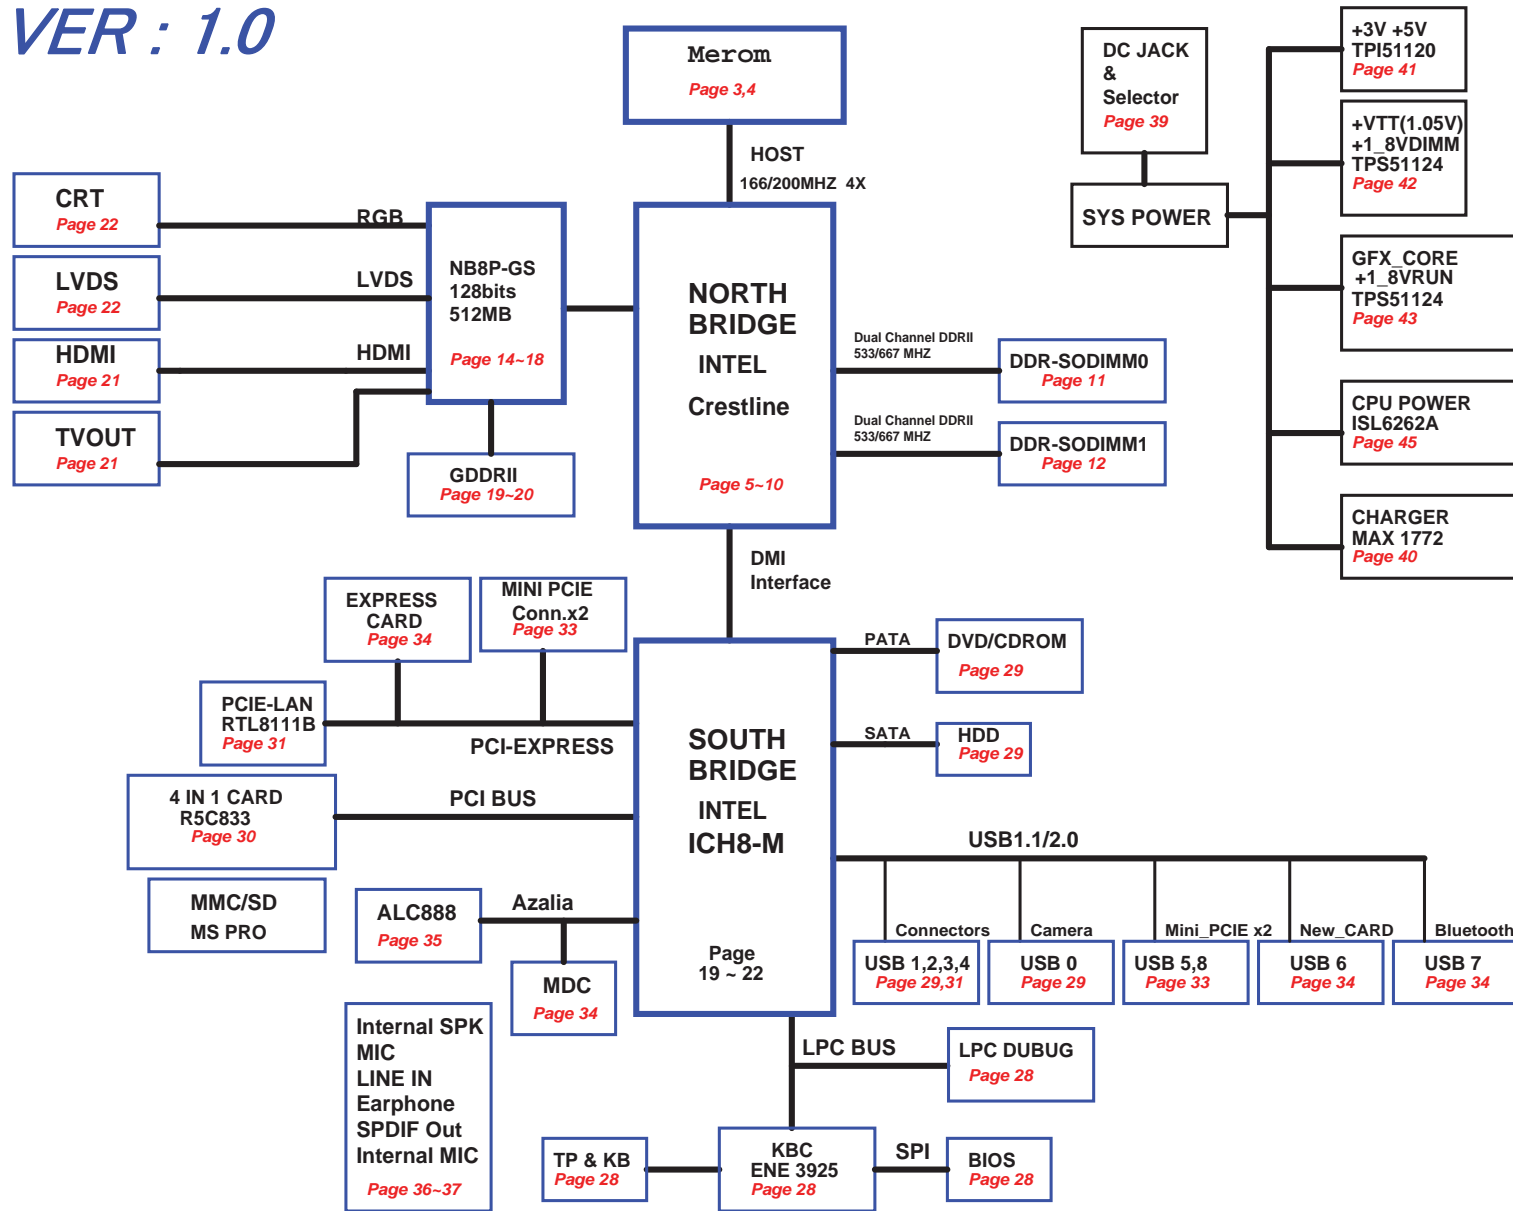 VER : 1.0
Merom
Page 3,4
HOST
166/200MHZ 4X
DC JACK
&
Selector
Page 39
SYS POWER
+3V +5V
TPI51120
Page 41
+VTT(1.05V)
+1_8VDIMM
TPS51124
Page 42
GFX_CORE
+1_8VRUN
TPS51124
Page 43
CPU POWER
ISL6262A
Page 45
CHARGER
MAX 1772
Page 40
CRT
Page 22
RGB
LVDS
Page 22
LVDS
HDMI
Page 21
HDMI
TVOUT
Page 21
NB8P-GS
128bits
512MB
Page 14~18
GDDRII
Page 19~20
NORTH
BRIDGE
INTEL
Crestline
Page 5~10
Dual Channel DDRII
533/667 MHZ
DDR-SODIMM0
Page 11
Dual Channel DDRII
533/667 MHZ
DDR-SODIMM1
Page 12
DMI
Interface
EXPRESS
CARD
Page 34
MINI PCIE
Conn.x2
Page 33
PCIE-LAN
RTL8111B
Page 31
PCI-EXPRESS
4 IN 1 CARD
R5C833
Page 30
PCI BUS
MMC/SD
MS PRO
ALC888
Page 35
Azalia
MDC
Page 34
Internal SPK
MIC
LINE IN
Earphone
SPDIF Out
Internal MIC
Page 36~37
SOUTH
BRIDGE
INTEL
ICH8-M
Page
19 ~ 22
PATA
DVD/CDROM
Page 29
SATA
HDD
Page 29
USB1.1/2.0
Connectors
USB 1,2,3,4
Page 29,31
Camera
USB 0
Page 29
Mini_PCIE x2
USB 5,8
Page 33
New_CARD
USB 6
Page 34
Bluetooth
USB 7
Page 34
LPC BUS
LPC DUBUG
Page 28
TP & KB
Page 28
KBC
ENE 3925
Page 28
SPI
BIOS
Page 28